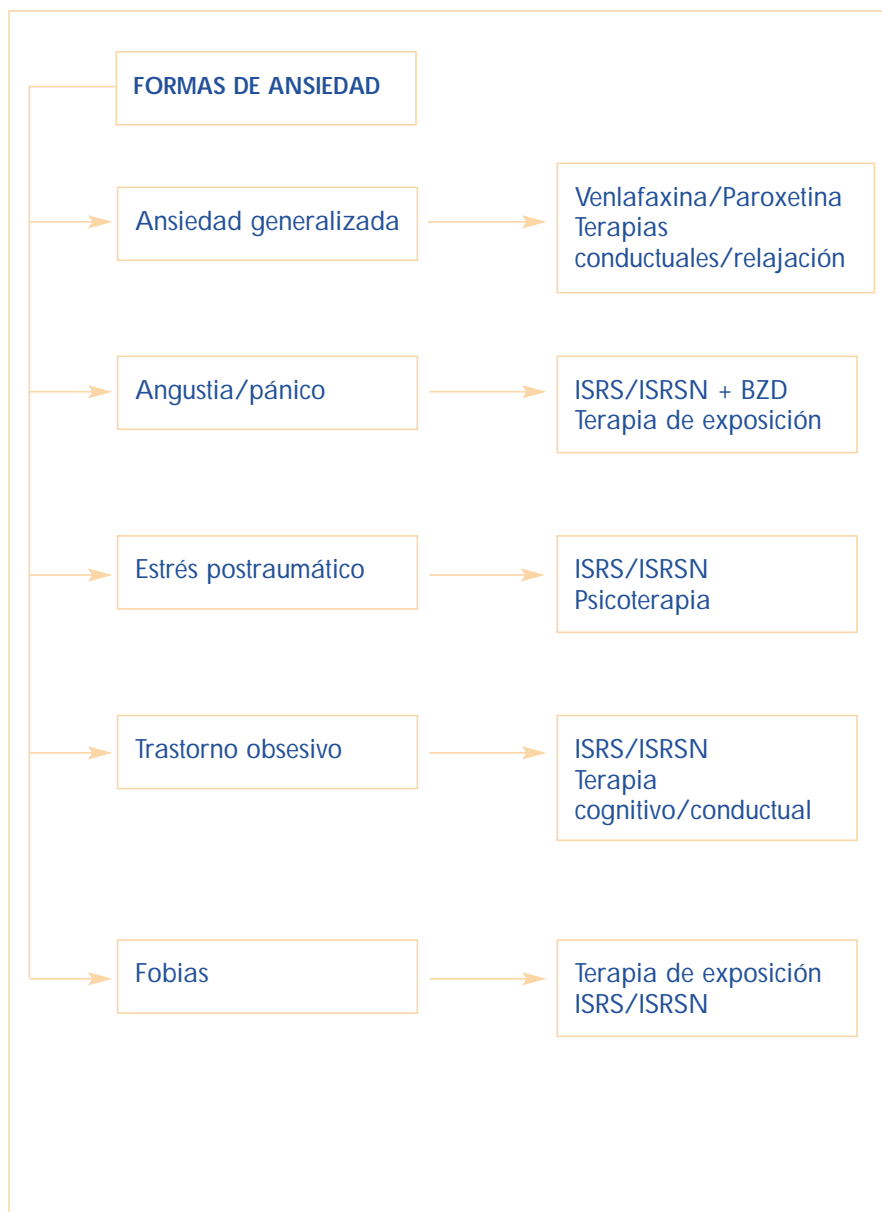 FORMAS DE ANSIEDAD
Ansiedad generalizada
Venlafaxina/Paroxetina
Terapias
conductuales/relajación
Angustia/pánico
ISRS/ISRSN + BZD
Terapia de exposición
Estrés postraumático
ISRS/ISRSN
Psicoterapia
Trastorno obsesivo
ISRS/ISRSN
Terapia
cognitivo/conductual
Fobias
Terapia de exposición
ISRS/ISRSN